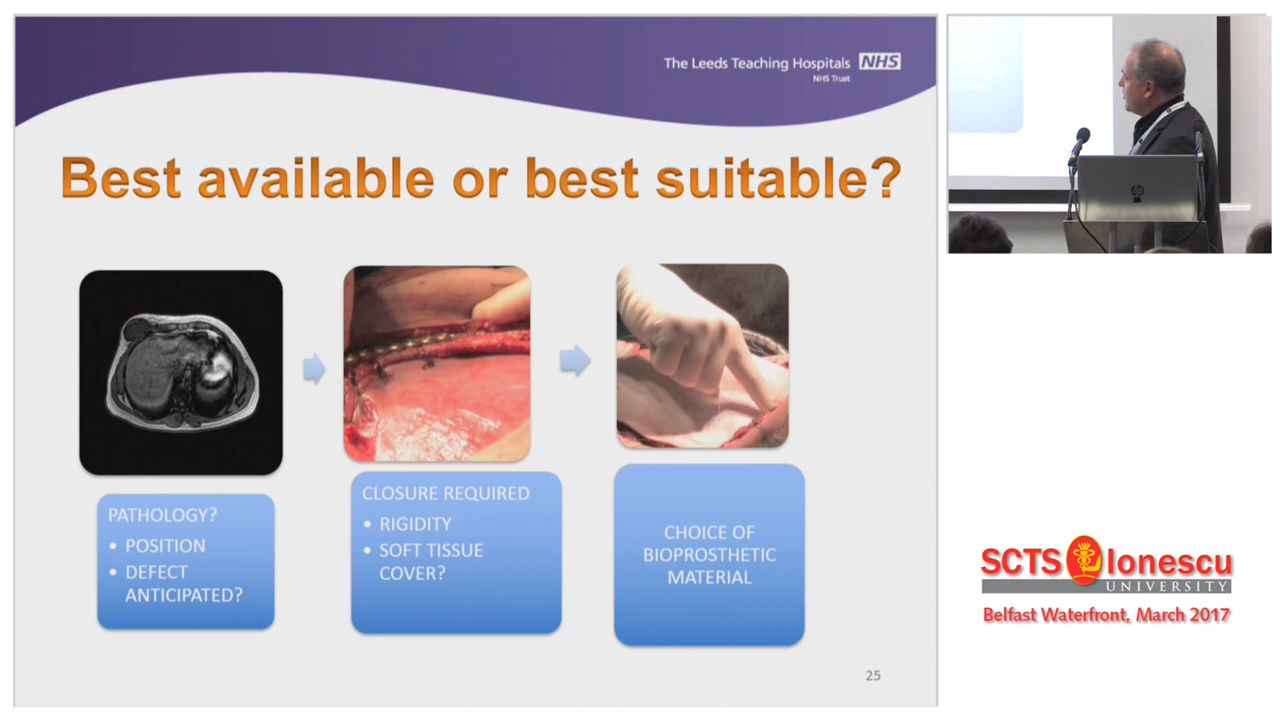 The Leeds Teaching Hospitals NHS
NHS Trust
Best available or best suitable?
PATHOLOGY?
• POSITION
• DEFECT
ANTICIPATED?
CLOSURE REQUIRED
• RIGIDITY
• SOFT TISSUE
COVER?
CHOICE OF
BIOPROSTHETIC
MATERIAL
25
hp
SCTS Ionescu
UNIVERSITY
Belfast Waterfront, March 2017